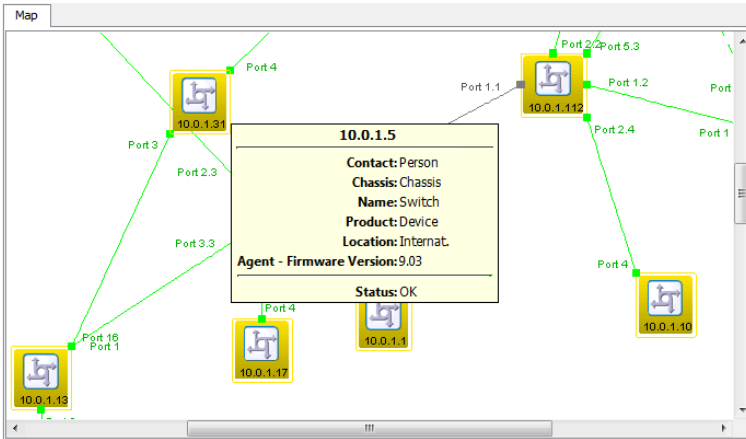 Map
Port 4
Port 2.2
Port 5.3
Port 1.1
Port 1.2
Port
10.0.1.31
10.0.1.112
Port 3
Port 2.4
Port 1
Port 2.3
10.0.1.5
Contact: Person
Chassis: Chassis
Name: Switch
Product: Device
Location: Internat.
Agent - Firmware Version: 9.03
Status: OK
Port 3.3
Port 4
Port 4
10.0.1.10
Port 16
Port 1
10.0.1.1
10.0.1.17
10.0.1.13